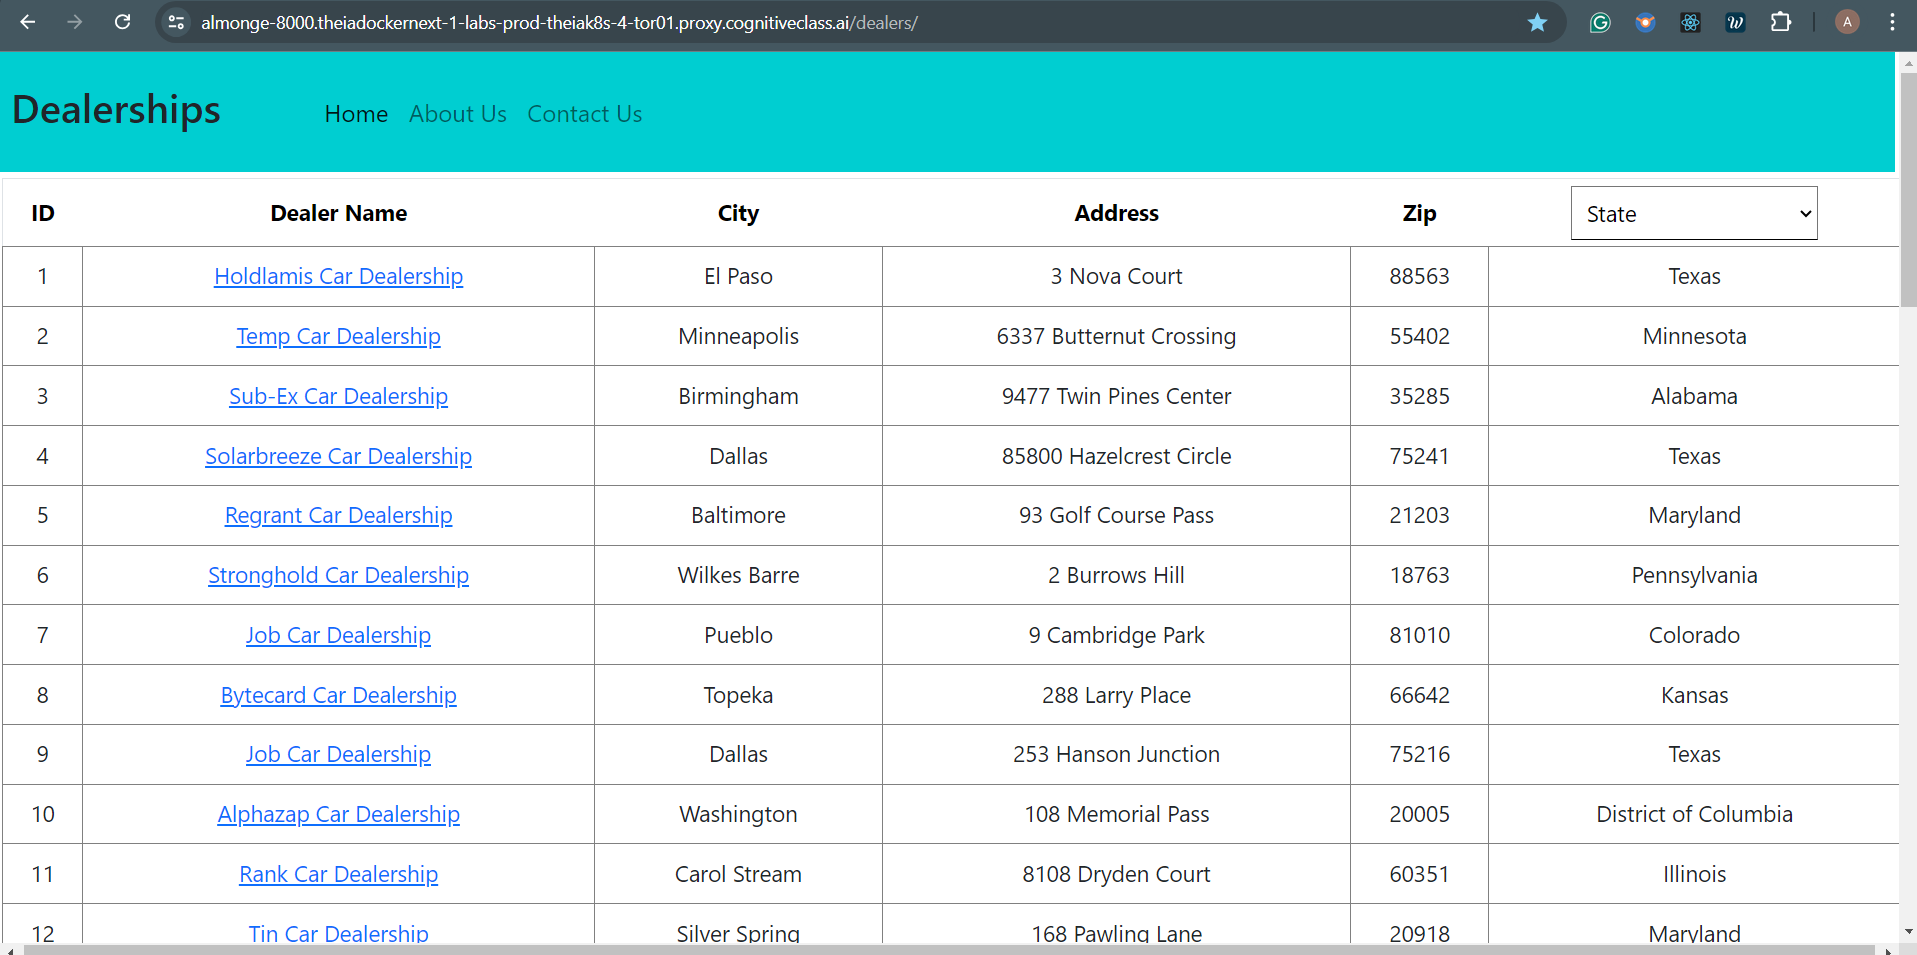 almonge-8000.theiadockernext-1-labs-prod-theiak8s-4-tor01.proxy.cognitiveclass.ai/dealers/
A
Dealerships Home About Us Contact Us
ID Dealer Name City Address Zip State
1 Holdlamis Car Dealership El Paso 3 Nova Court 88563 Texas
2 Temp Car Dealership Minneapolis 6337 Butternut Crossing 55402 Minnesota
3 Sub-Ex Car Dealership Birmingham 9477 Twin Pines Center 35285 Alabama
4 Solarbreeze Car Dealership Dallas 85800 Hazelcrest Circle 75241 Texas
5 Regrant Car Dealership Baltimore 93 Golf Course Pass 21203 Maryland
6 Stronghold Car Dealership Wilkes Barre 2 Burrows Hill 18763 Pennsylvania
7 Job Car Dealership Pueblo 9 Cambridge Park 81010 Colorado
8 Bytecard Car Dealership Topeka 288 Larry Place 66642 Kansas
9 Job Car Dealership Dallas 253 Hanson Junction 75216 Texas
10 Alphazap Car Dealership Washington 108 Memorial Pass 20005 District of Columbia
11 Rank Car Dealership Carol Stream 8108 Dryden Court 60351 Illinois
12 Tin Car Dealership Silver Spring 168 Pawling Lane 20918 Maryland